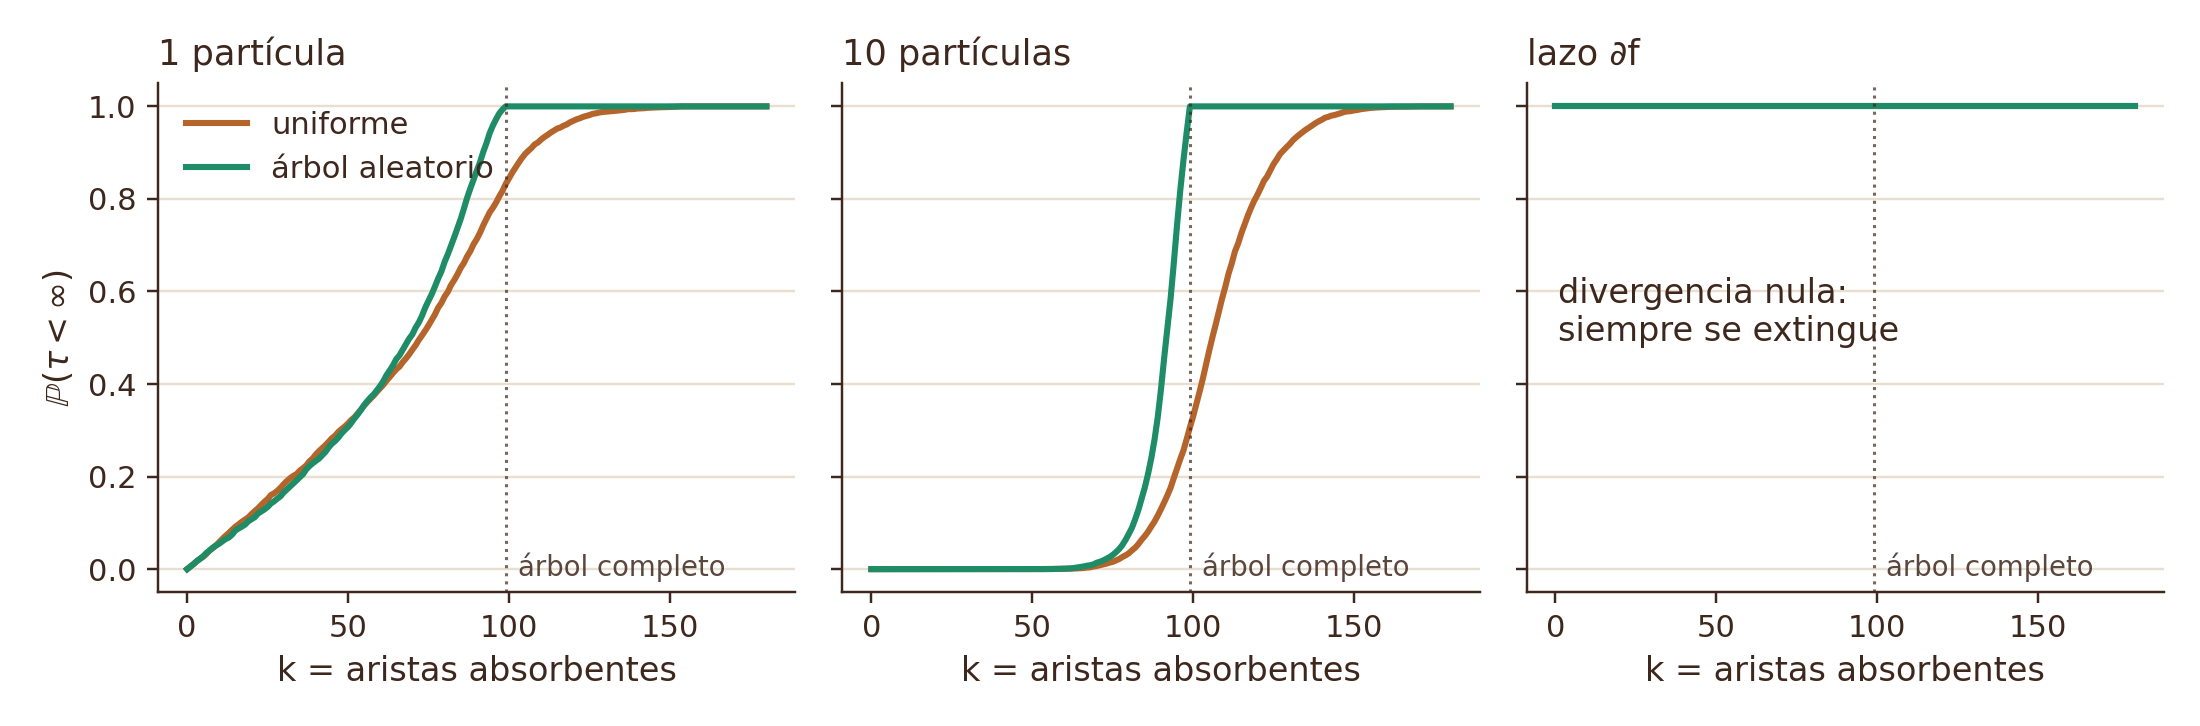 1 partícula
10 partículas
lazo ∂f
1.0
0.8
0.6
0.4
0.2
0.0
ℙ(τ < ∞)
uniforme
árbol aleatorio
divergencia nula:
siempre se extingue
árbol completo
árbol completo
árbol completo
0 50 100 150
0 50 100 150
0 50 100 150
k = aristas absorbentes
k = aristas absorbentes
k = aristas absorbentes